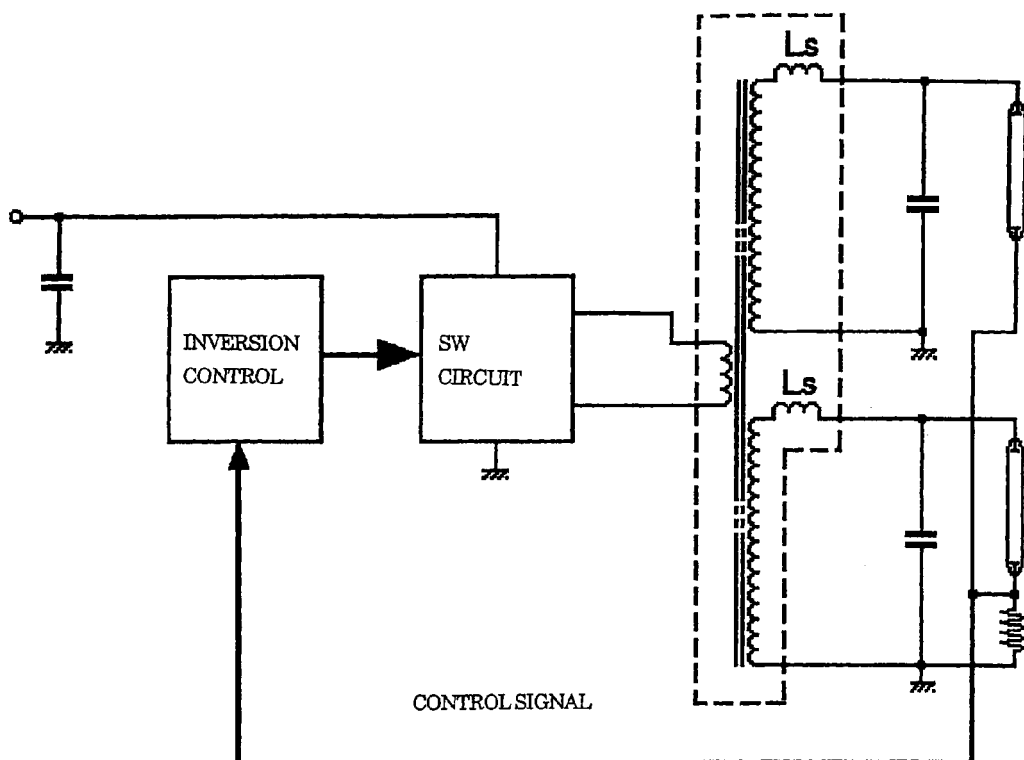 Ls
INVERSION
CONTROL
SW
CIRCUIT
Ls
CONTROL SIGNAL